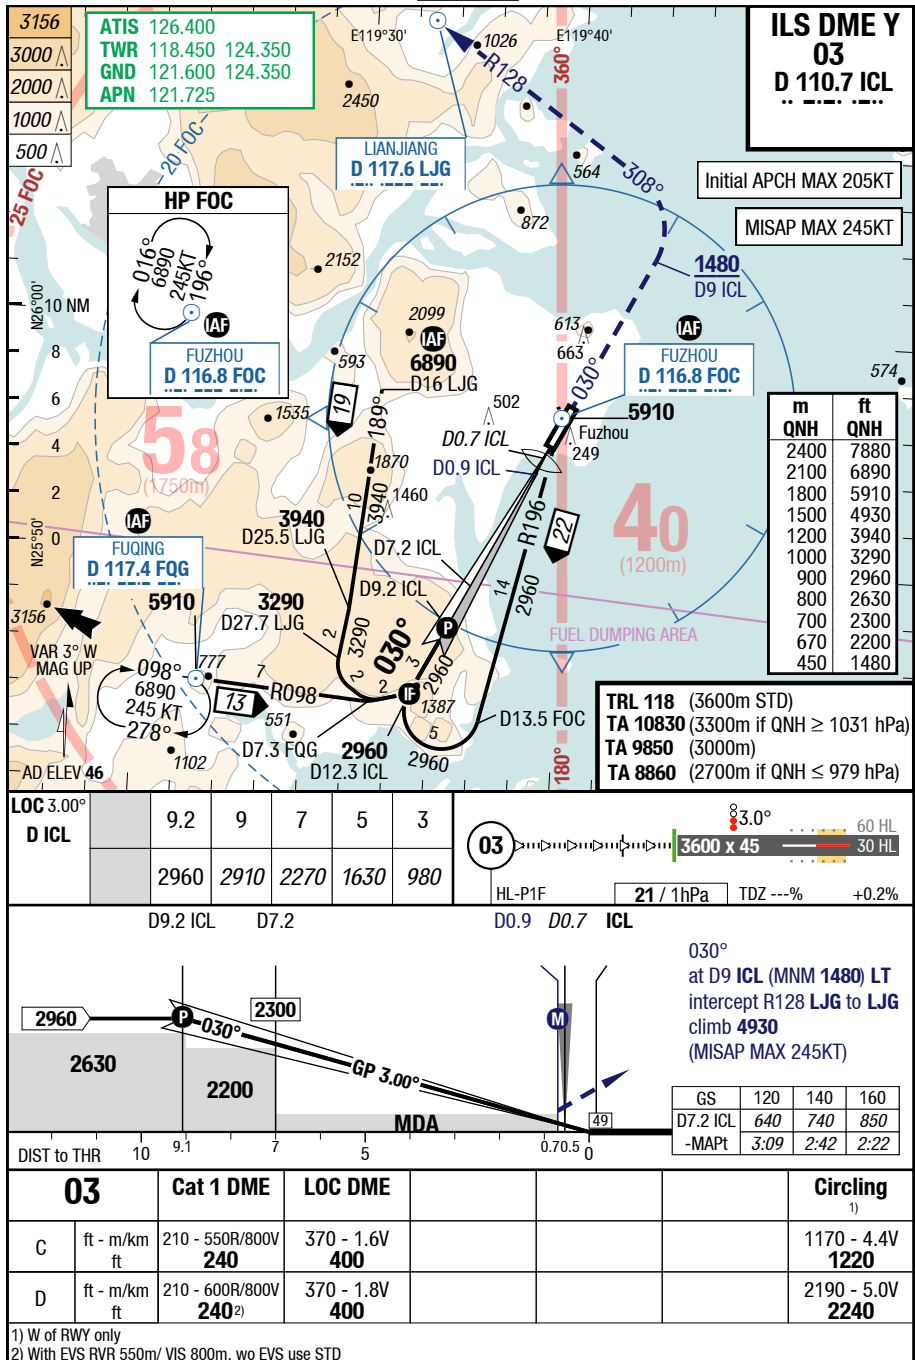 3156
3000
2000
1000
500
ATIS 126.400
TWR 118.450 124.350
GND 121.600 124.350
APN 121.725
E119°30'
E119°40'
ILS DME Y
03
D 110.7 ICL
Initial APCH MAX 205KT
MISAP MAX 245KT
1026
R128
360°
2450
20 FOC
25 FOC
LIANJIANG
D 117.6 LJG
564
308°
872
HP FOC
016°
6890
245KT
196°
IAF
FUZHOU
D 116.8 FOC
2152
1480
D9 ICL
N26°00'
10 NM
8
6
4
2
0
N25°50'
2099
IAF
6890
D16 LJG
593
19
189°
1535
613
663
030°
IAF
FUZHOU
D 116.8 FOC
5910
574
502
Fuzhou
249
D0.7 ICL
D0.9 ICL
58
(1750m)
1870
10
3940
1460
3940
D25.5 LJG
D7.2 ICL
R196
22
40
(1200m)
m ft
QNH QNH
2400 7880
2100 6890
1800 5910
1500 4930
1200 3940
1000 3290
900 2960
800 2630
700 2300
670 2200
450 1480
IAF
FUQING
D 117.4 FQG
5910
D9.2 ICL
14
2960
3290
D27.7 LJG
2
3290
030°
P
FUEL DUMPING AREA
3156
VAR 3° W
MAG UP
098°
6890
245 KT
278°
777
7
R098
13
2
2
IF
3
2960
1387
5
2960
551
D7.3 FQG
2960
D12.3 ICL
D13.5 FOC
180°
1102
AD ELEV 46
TRL 118 (3600m STD)
TA 10830 (3300m if QNH ≥ 1031 hPa)
TA 9850 (3000m)
TA 8860 (2700m if QNH ≤ 979 hPa)
LOC 3.00°
D ICL
9.2 9 7 5 3
2960 2910 2270 1630 980
03
3.0°
3600 x 45
60 HL
30 HL
HL-P1F
21 / 1hPa
TDZ ---%
+0.2%
D9.2 ICL D7.2 D0.9 D0.7 ICL
2960
P
030°
2300
GP 3.00°
M
2630
2200
MDA
49
030°
at D9 ICL (MNM 1480) LT
intercept R128 LJG to LJG
climb 4930
(MISAP MAX 245KT)
GS 120 140 160
D7.2 ICL 640 740 850
-MAPt 3:09 2:42 2:22
DIST to THR 10 9.1 7 5 0.7 0.5 0
03 Cat 1 DME LOC DME Circling
1)
C ft - m/km 210 - 550R/800V 370 - 1.6V 1170 - 4.4V
ft 240 400 1220
D ft - m/km 210 - 600R/800V 370 - 1.8V 2190 - 5.0V
ft 240 2) 400 2240
1) W of RWY only
2) With EVS RVR 550m/ VIS 800m, wo EVS use STD